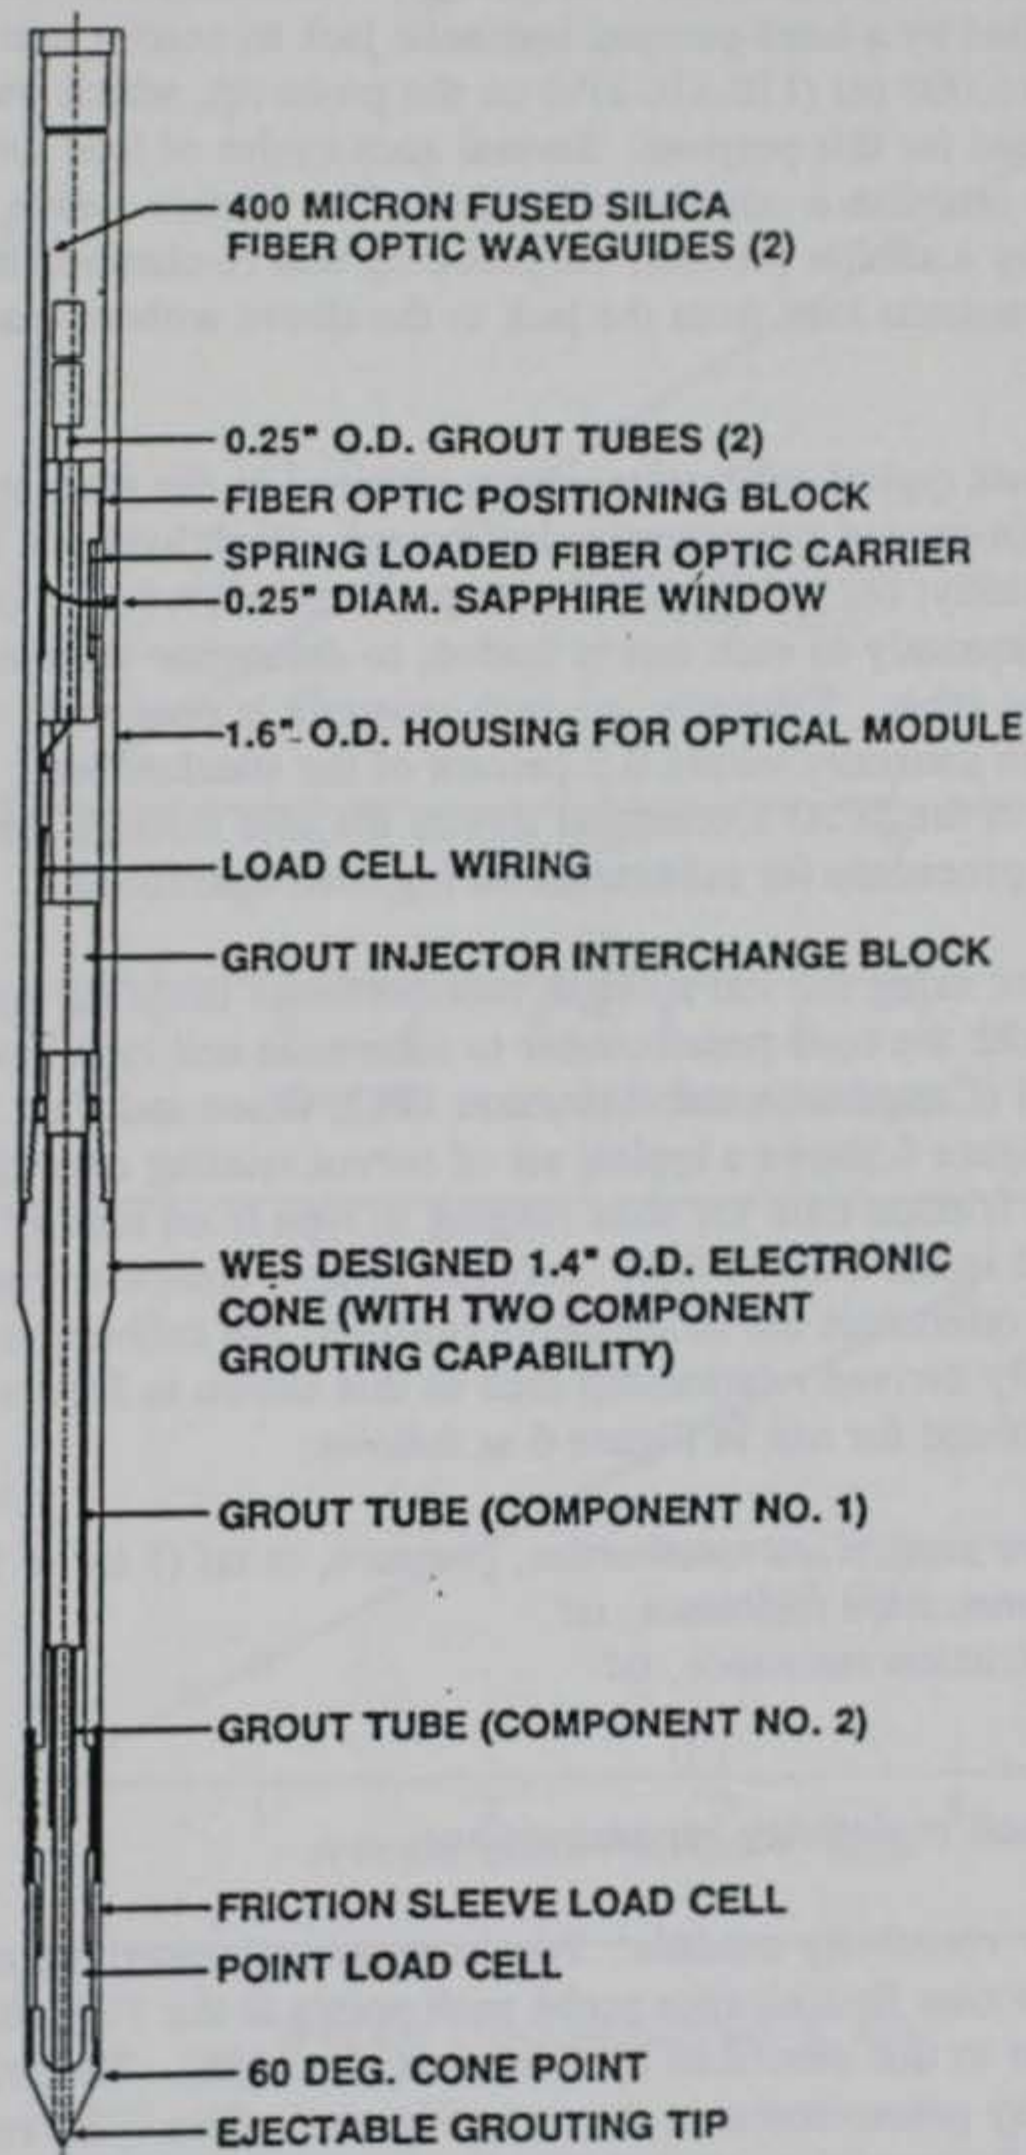 400 MICRON FUSED SILICA
FIBER OPTIC WAVEGUIDES (2)
0.25" O.D. GROUT TUBES (2)
FIBER OPTIC POSITIONING BLOCK
SPRING LOADED FIBER OPTIC CARRIER
0.25" DIAM. SAPPHIRE WINDOW
1.6" O.D. HOUSING FOR OPTICAL MODULE
LOAD CELL WIRING
GROUT INJECTOR INTERCHANGE BLOCK
WES DESIGNED 1.4" O.D. ELECTRONIC
CONE (WITH TWO COMPONENT
GROUTING CAPABILITY)
GROUT TUBE (COMPONENT NO. 1)
GROUT TUBE (COMPONENT NO. 2)
FRICTION SLEEVE LOAD CELL
POINT LOAD CELL
60 DEG. CONE POINT
EJECTABLE GROUTING TIP